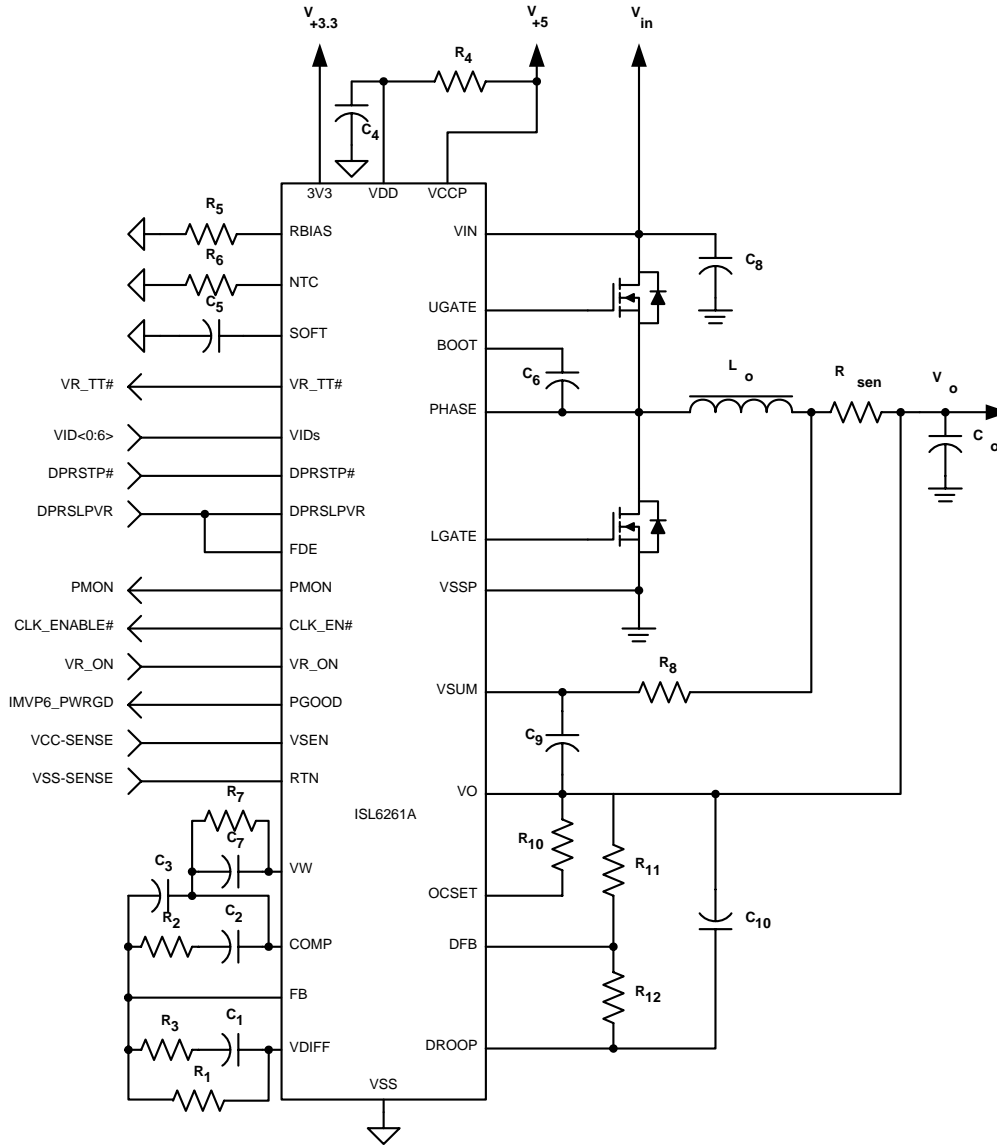 V+3.3
V+5
Vin
R4
C4
3V3 VDD VCCP
R5
RBIAS
VIN
C8
R6
NTC
C5
UGATE
SOFT
BOOT
C6
Lo
Rsen
Vo
VR_TT#
VR_TT#
PHASE
Co
VID<0:6>
VIDs
DPRSTP#
DPRSTP#
DPRSLPVR
DPRSLPVR
LGATE
FDE
PMON
PMON
VSSP
CLK_ENABLE#
CLK_EN#
VR_ON
VR_ON
R8
VSUM
IMVP6_PWRGD
PGOOD
C9
VCC-SENSE
VSEN
VSS-SENSE
RTN
VO
R7
ISL6261A
C7
R10
C3
VW
R11
OCSET
R2
C2
C10
COMP
DFB
R12
FB
C1
R3
VDIFF
DROOP
R1
VSS